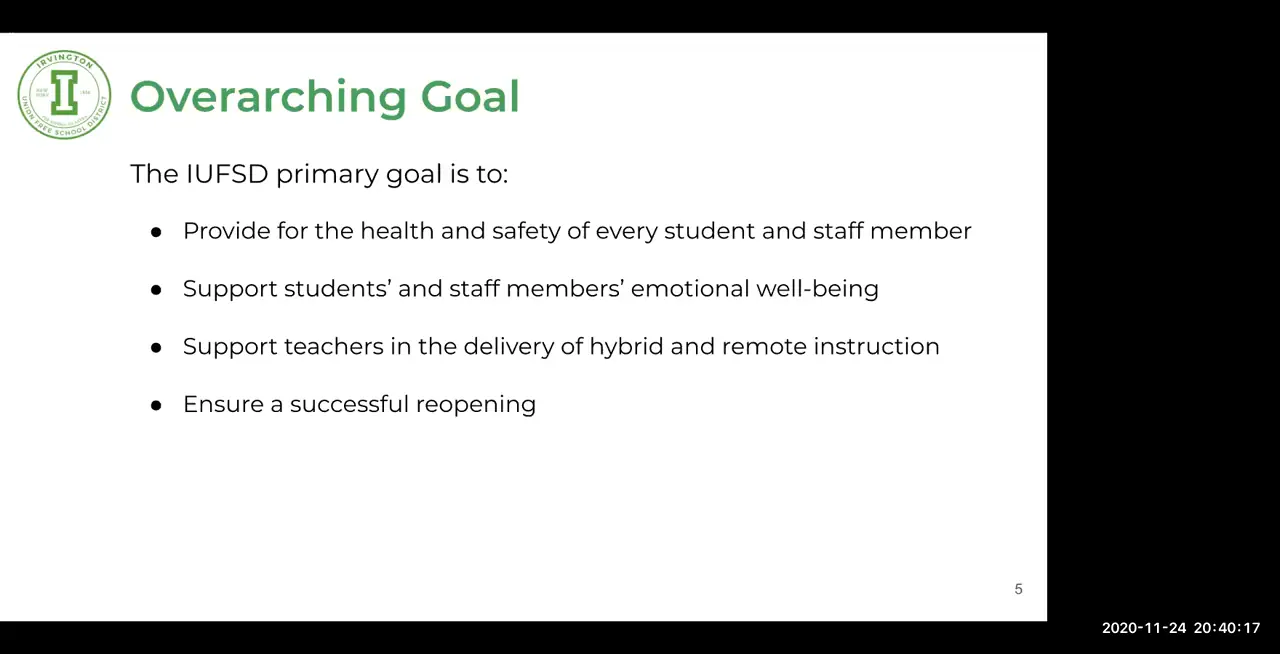 IRVINGTON
UNION FREE SCHOOL DISTRICT
I
Overarching Goal
The IUFSD primary goal is to:
● Provide for the health and safety of every student and staff member
● Support students’ and staff members’ emotional well-being
● Support teachers in the delivery of hybrid and remote instruction
● Ensure a successful reopening
5
2020-11-24 20:40:17